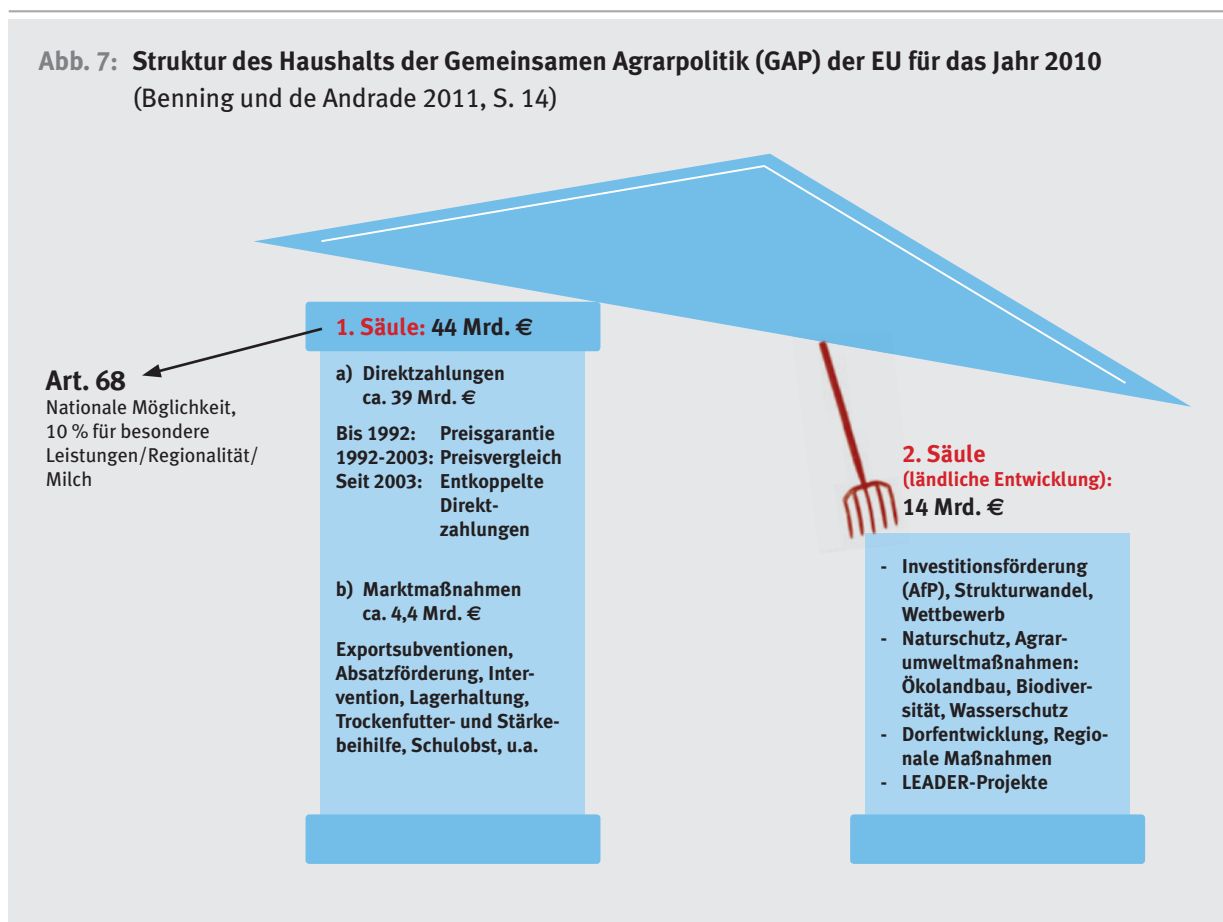 Abb. 7: Struktur des Haushalts der Gemeinsamen Agrarpolitik (GAP) der EU für das Jahr 2010
(Benning und de Andrade 2011, S. 14)
1. Säule: 44 Mrd. €
Art. 68
Nationale Möglichkeit,
10 % für besondere
Leistungen/Regionalität/
Milch
a) Direktzahlungen
ca. 39 Mrd. €
Bis 1992: Preisgarantie
1992-2003: Preisvergleich
Seit 2003: Entkoppelte
Direkt-
zahlungen
b) Marktmaßnahmen
ca. 4,4 Mrd. €
Exportsubventionen,
Absatzförderung, Inter-
vention, Lagerhaltung,
Trockenfutter- und Stärke-
beihilfe, Schulobst, u.a.
2. Säule
(ländliche Entwicklung):
14 Mrd. €
- Investitionsförderung
(AfP), Strukturwandel,
Wettbewerb
- Naturschutz, Agrar-
umweltmaßnahmen:
Ökolandbau, Biodiver-
sität, Wasserschutz
- Dorfentwicklung, Regio-
nale Maßnahmen
- LEADER-Projekte